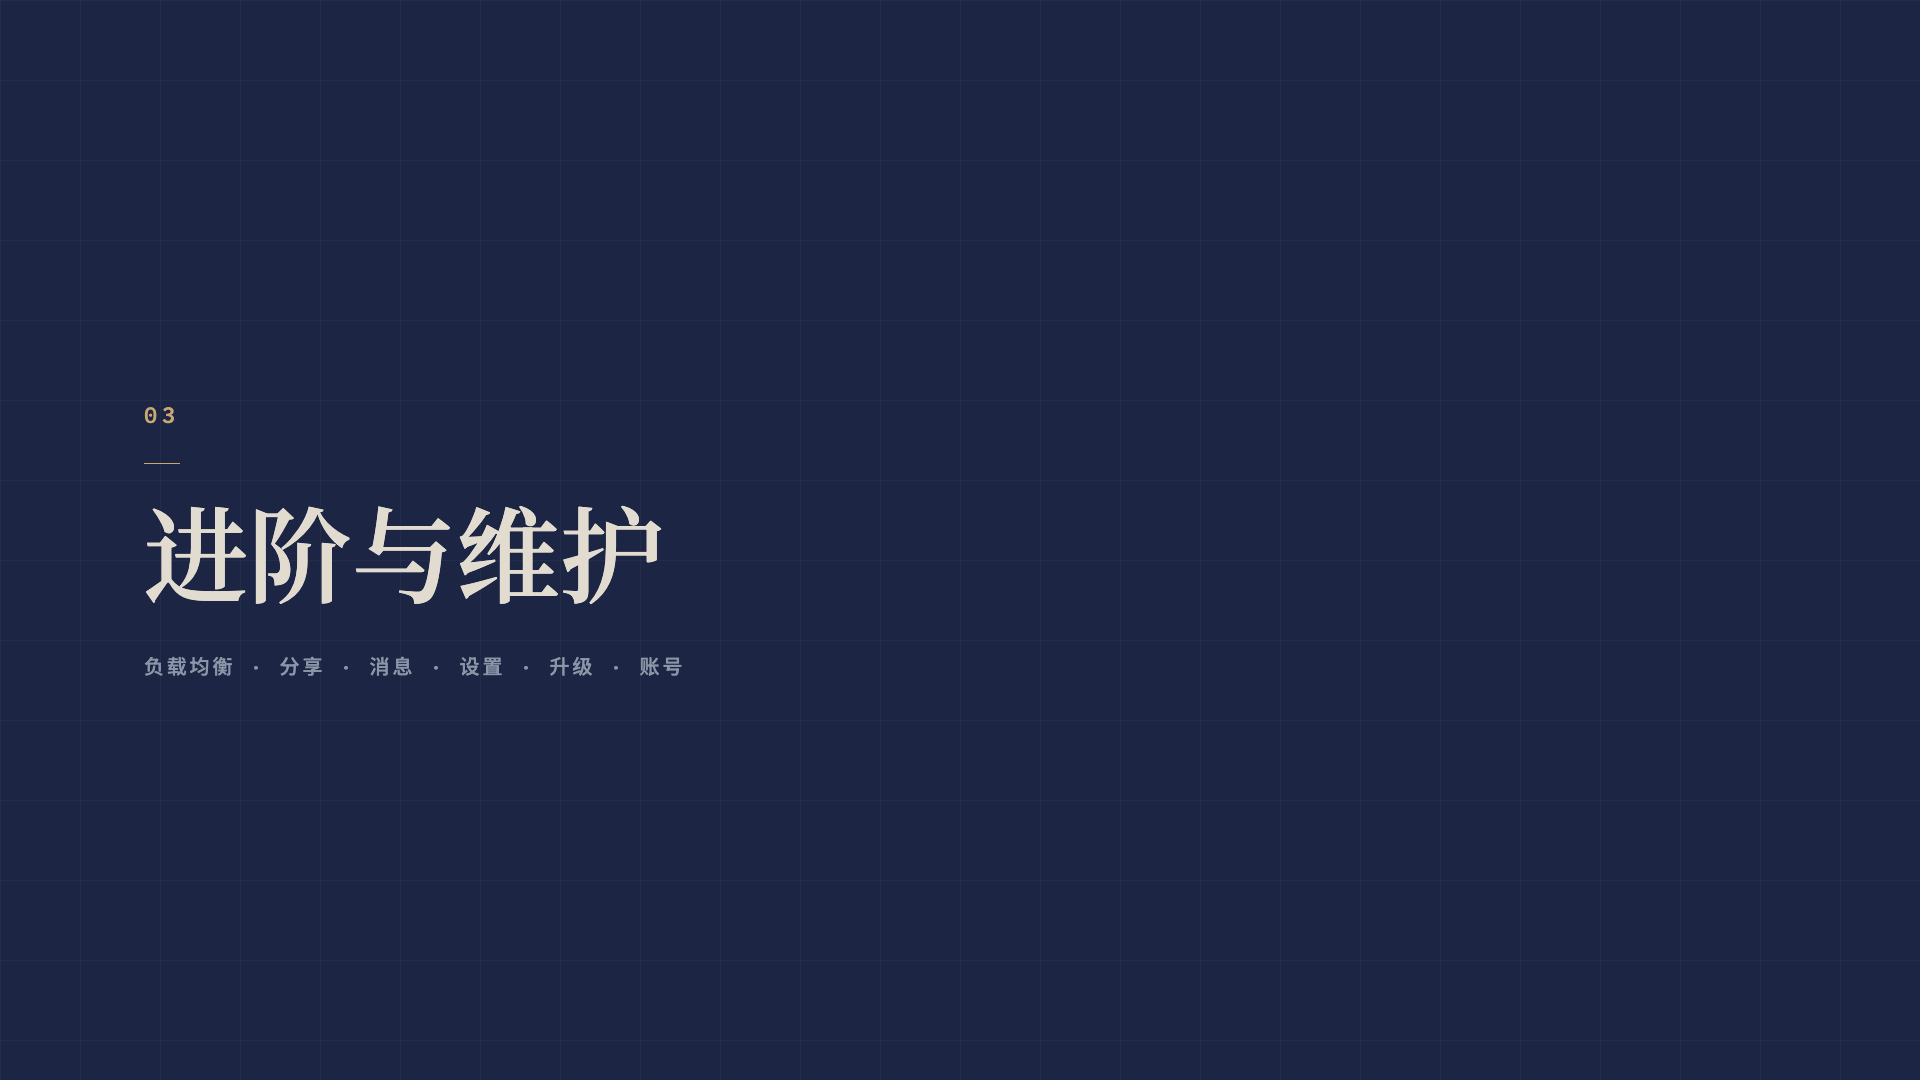 03
进阶与维护
负载均衡 · 分享 · 消息 · 设置 · 升级 · 账号